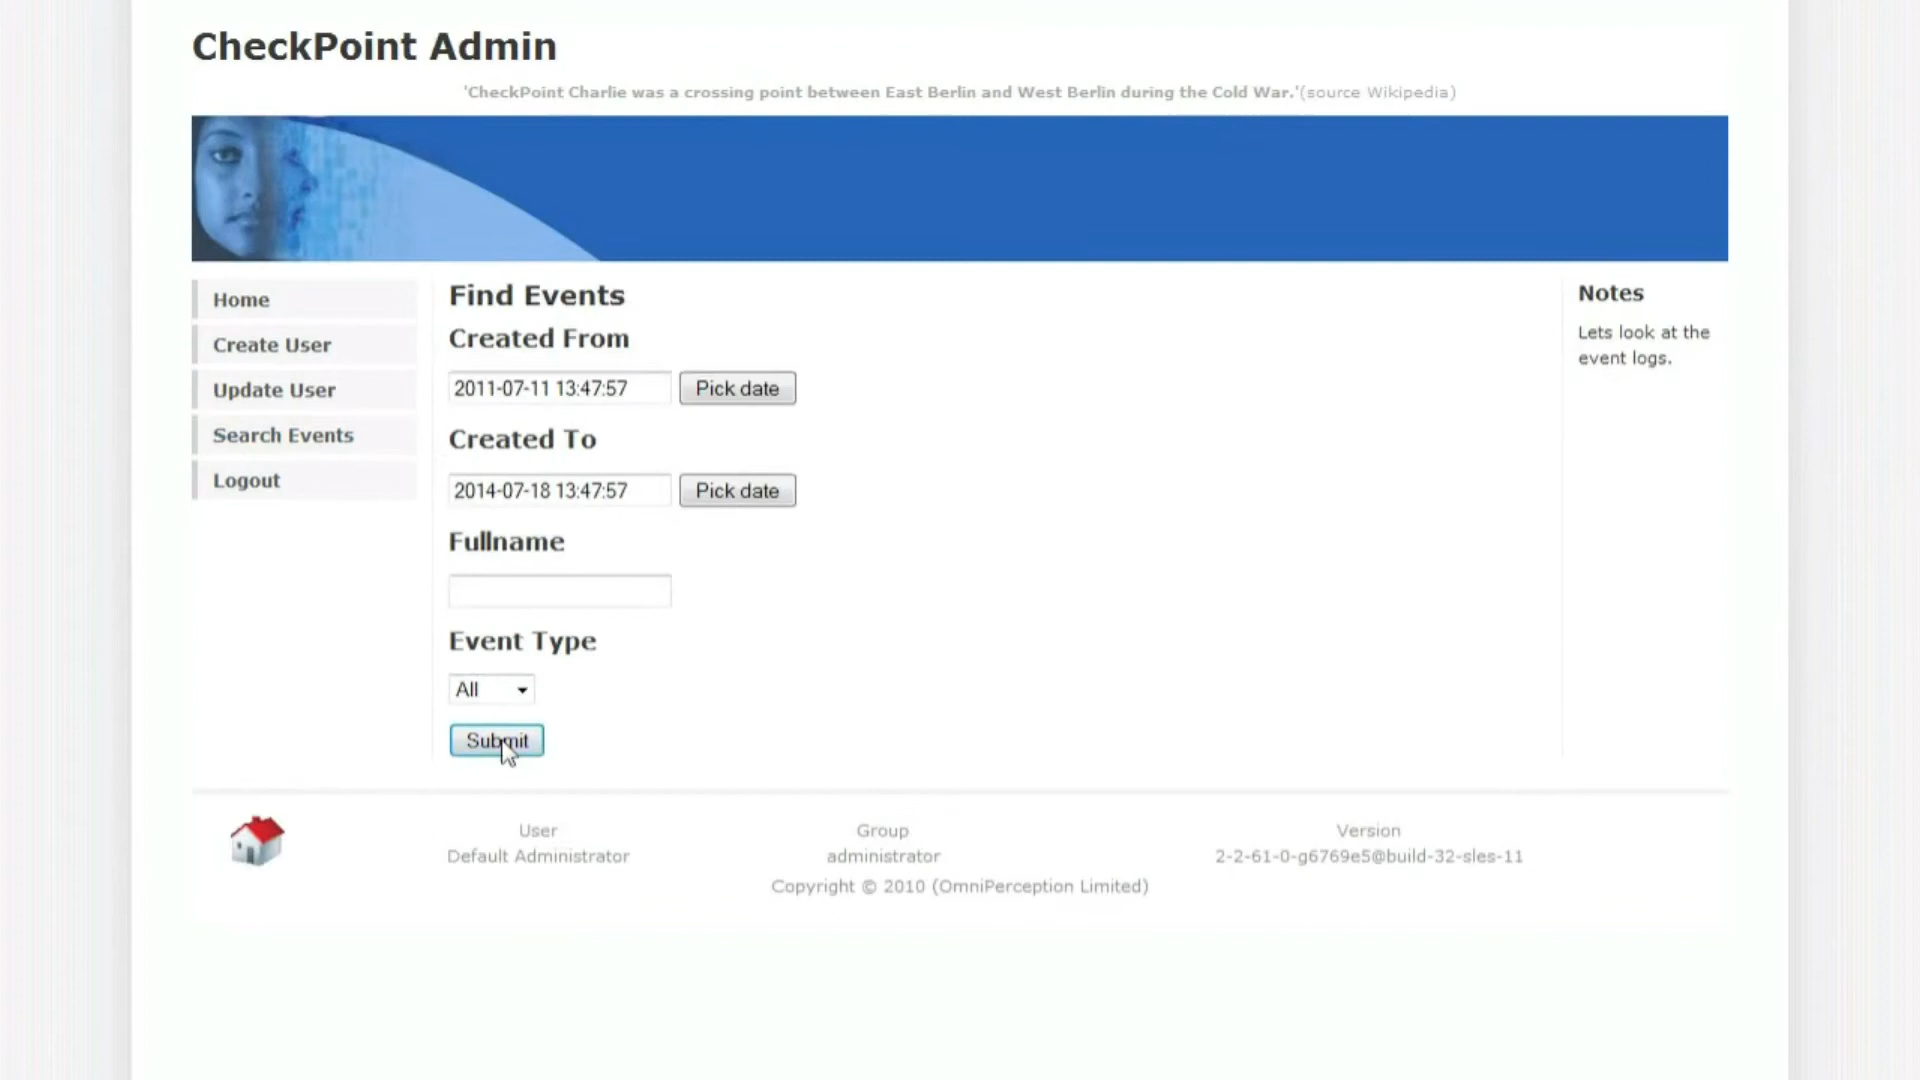 CheckPoint Admin
'CheckPoint Charlie was a crossing point between East Berlin and West Berlin during the Cold War.'(source Wikipedia)
Home
Create User
Update User
Search Events
Logout
Find Events
Created From
2011-07-11 13:47:57 Pick date
Created To
2014-07-18 13:47:57 Pick date
Fullname
Event Type
All
Submit
Notes
Lets look at the
event logs.
User Group Version
Default Administrator administrator 2-2-61-0-g6769e5@build-32-sles-11
Copyright © 2010 (OmniPerception Limited)